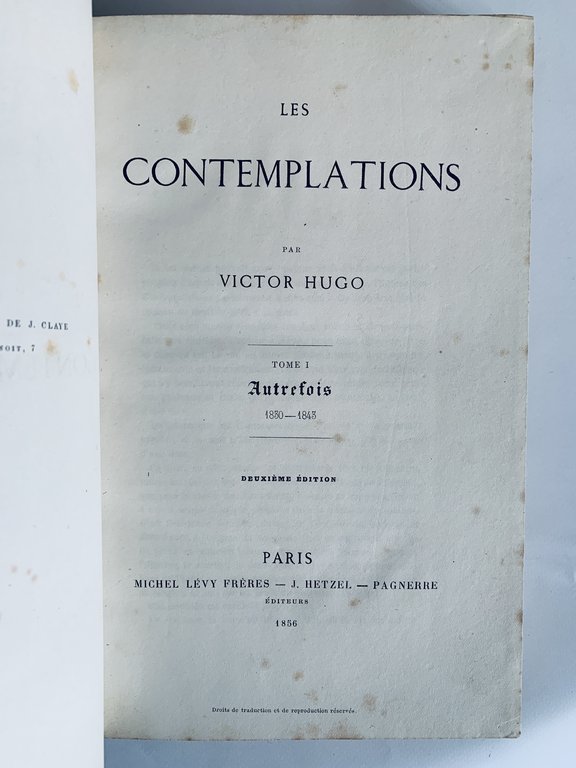 DE J. CLAYE
NOIT, 7
LES
CONTEMPLATIONS
PAR
VICTOR HUGO
TOME I
Autrefois
1830—1843
DEUXIÈME ÉDITION
PARIS
MICHEL LÉVY FRÈRES — J. HETZEL — PAGNERRE
ÉDITEURS
1856
Droits de traduction et de reproduction réservés.